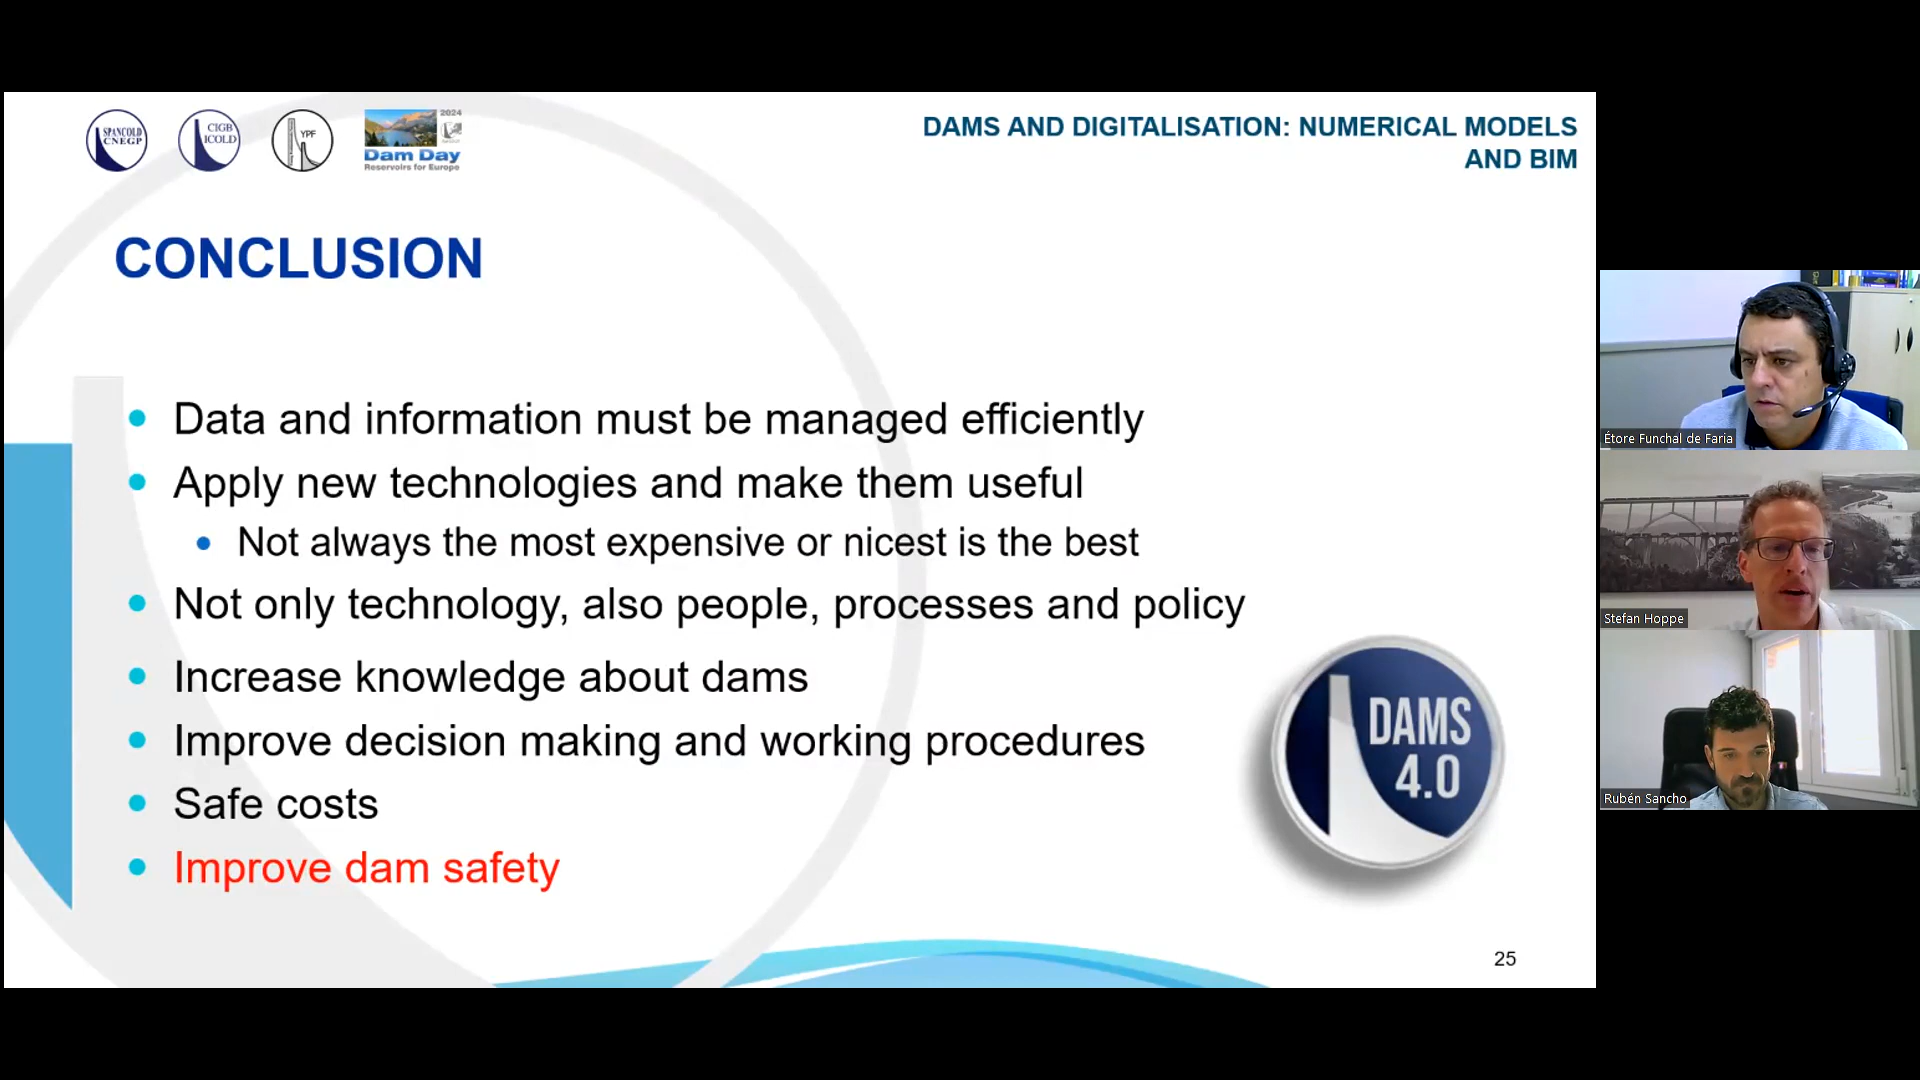 SPANCOLD
CNEGP
CIGB
ICOLD
YPF
2024
Dam Day
Reservoirs for Europe
DAMS AND DIGITALISATION: NUMERICAL MODELS
AND BIM
CONCLUSION
Data and information must be managed efficiently
Apply new technologies and make them useful
Not always the most expensive or nicest is the best
Not only technology, also people, processes and policy
Increase knowledge about dams
Improve decision making and working procedures
Safe costs
Improve dam safety
DAMS
4.0
25
Étore Funchal de Faria
Stefan Hoppe
Rubén Sancho